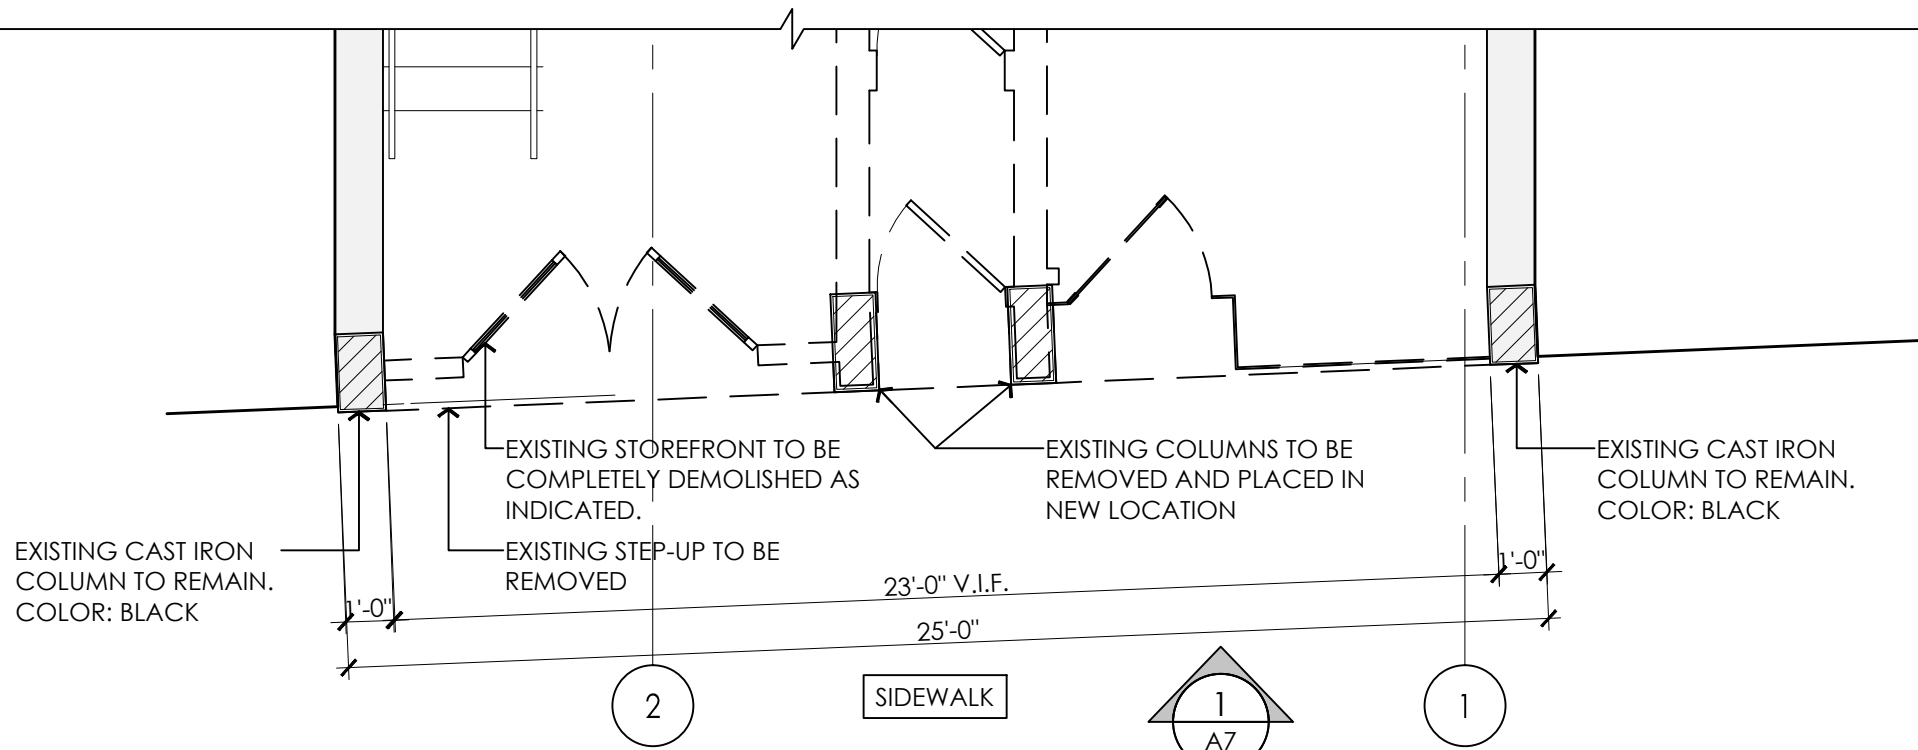 EXISTING STOREFRONT TO BE
COMPLETELY DEMOLISHED AS
INDICATED.
EXISTING COLUMNS TO BE
REMOVED AND PLACED IN
NEW LOCATION
EXISTING CAST IRON
COLUMN TO REMAIN.
COLOR: BLACK
EXISTING CAST IRON
COLUMN TO REMAIN.
COLOR: BLACK
EXISTING STEP-UP TO BE
REMOVED
1'-0"
23'-0" V.I.F.
1'-0"
25'-0"
2
SIDEWALK
1
A7
1